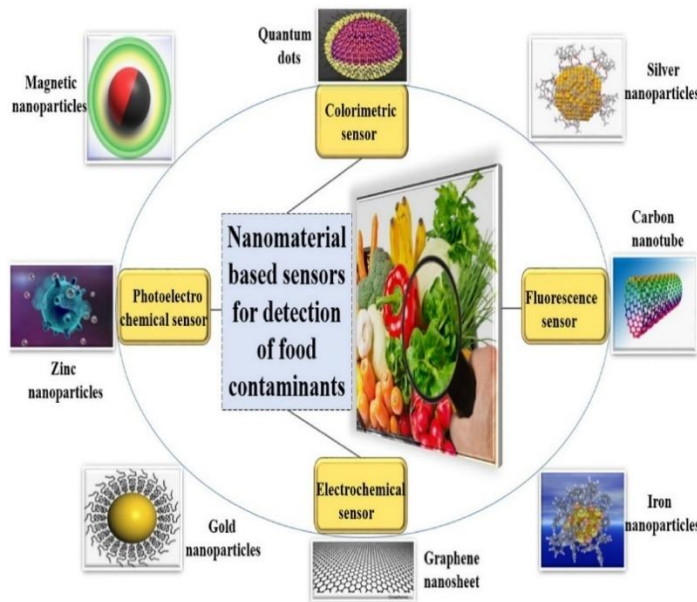 Quantum
dots
Magnetic
nanoparticles
Silver
nanoparticles
Colorimetric
sensor
Nanomaterial
based sensors
for detection
of food
contaminants
Carbon
nanotube
Photoelectro
chemical sensor
Fluorescence
sensor
Zinc
nanoparticles
Electrochemical
sensor
Gold
nanoparticles
Iron
nanoparticles
Graphene
nanosheet